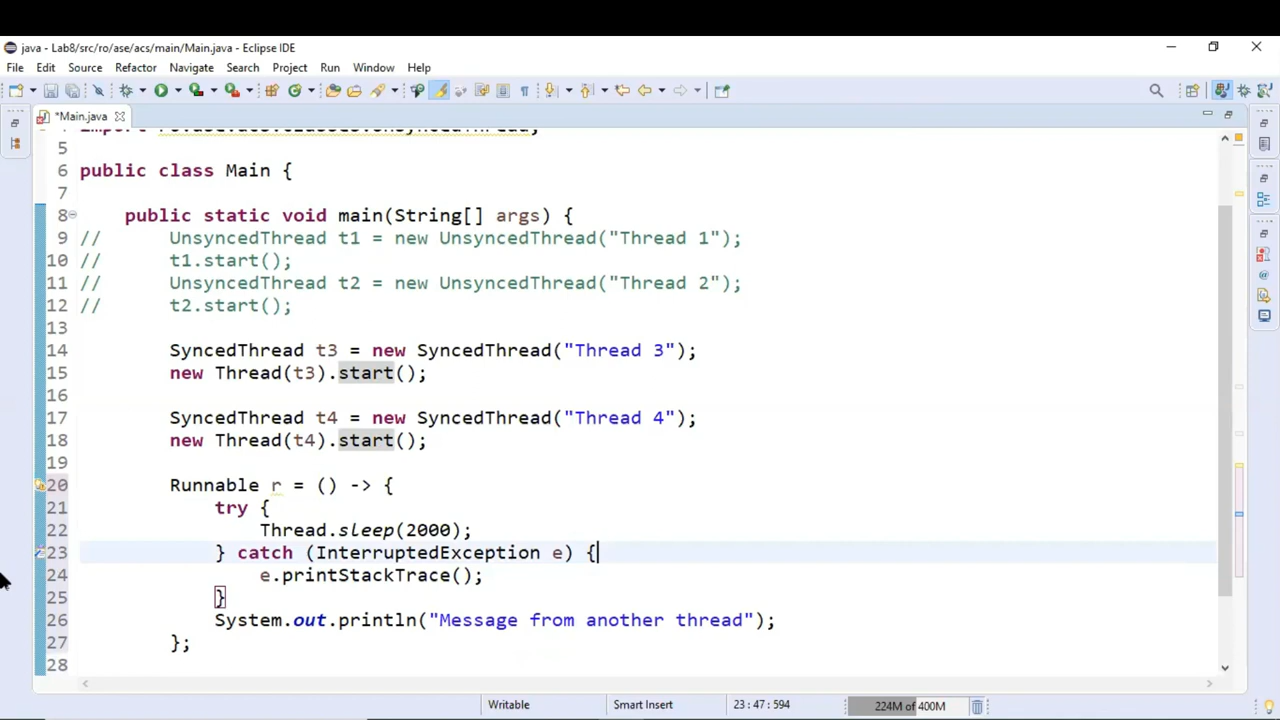 java - Lab8/src/ro/ase/acs/main/Main.java - Eclipse IDE
File Edit Source Refactor Navigate Search Project Run Window Help
*Main.java
5
6 public class Main {
7
8 public static void main(String[] args) {
9 // UnsyncedThread t1 = new UnsyncedThread("Thread 1");
10 // t1.start();
11 // UnsyncedThread t2 = new UnsyncedThread("Thread 2");
12 // t2.start();
13
14 SyncedThread t3 = new SyncedThread("Thread 3");
15 new Thread(t3).start();
16
17 SyncedThread t4 = new SyncedThread("Thread 4");
18 new Thread(t4).start();
19
20 Runnable r = () -> {
21 try {
22 Thread.sleep(2000);
23 } catch (InterruptedException e) {
24 e.printStackTrace();
25 }
26 System.out.println("Message from another thread");
27 };
28
Writable Smart Insert 23 : 47 : 594 224M of 400M